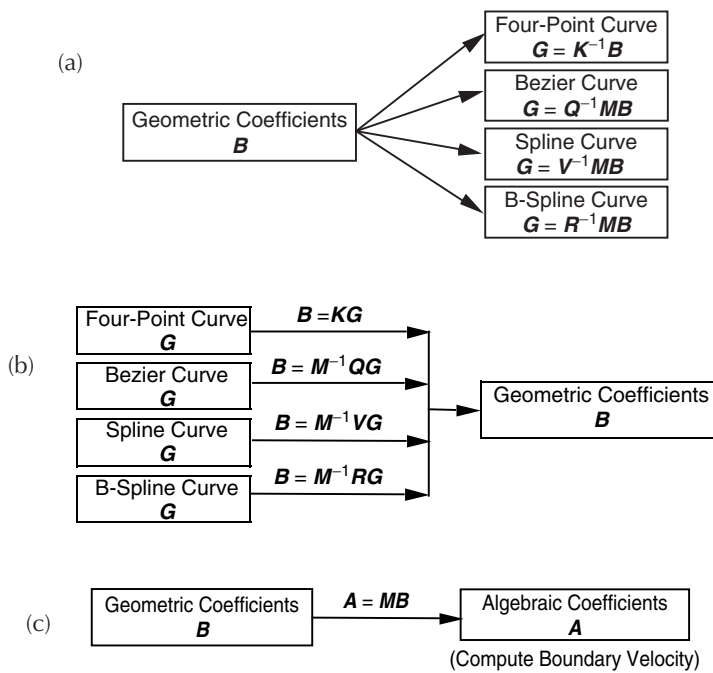 (a)
Geometric Coefficients
B
Four-Point Curve
G = K⁻¹B
Bezier Curve
G = Q⁻¹MB
Spline Curve
G = V⁻¹MB
B-Spline Curve
G = R⁻¹MB
(b)
Four-Point Curve
G
B =KG
Bezier Curve
G
B = M⁻¹QG
Spline Curve
G
B = M⁻¹VG
B-Spline Curve
G
B = M⁻¹RG
Geometric Coefficients
B
(c)
Geometric Coefficients
B
A = MB
Algebraic Coefficients
A
(Compute Boundary Velocity)